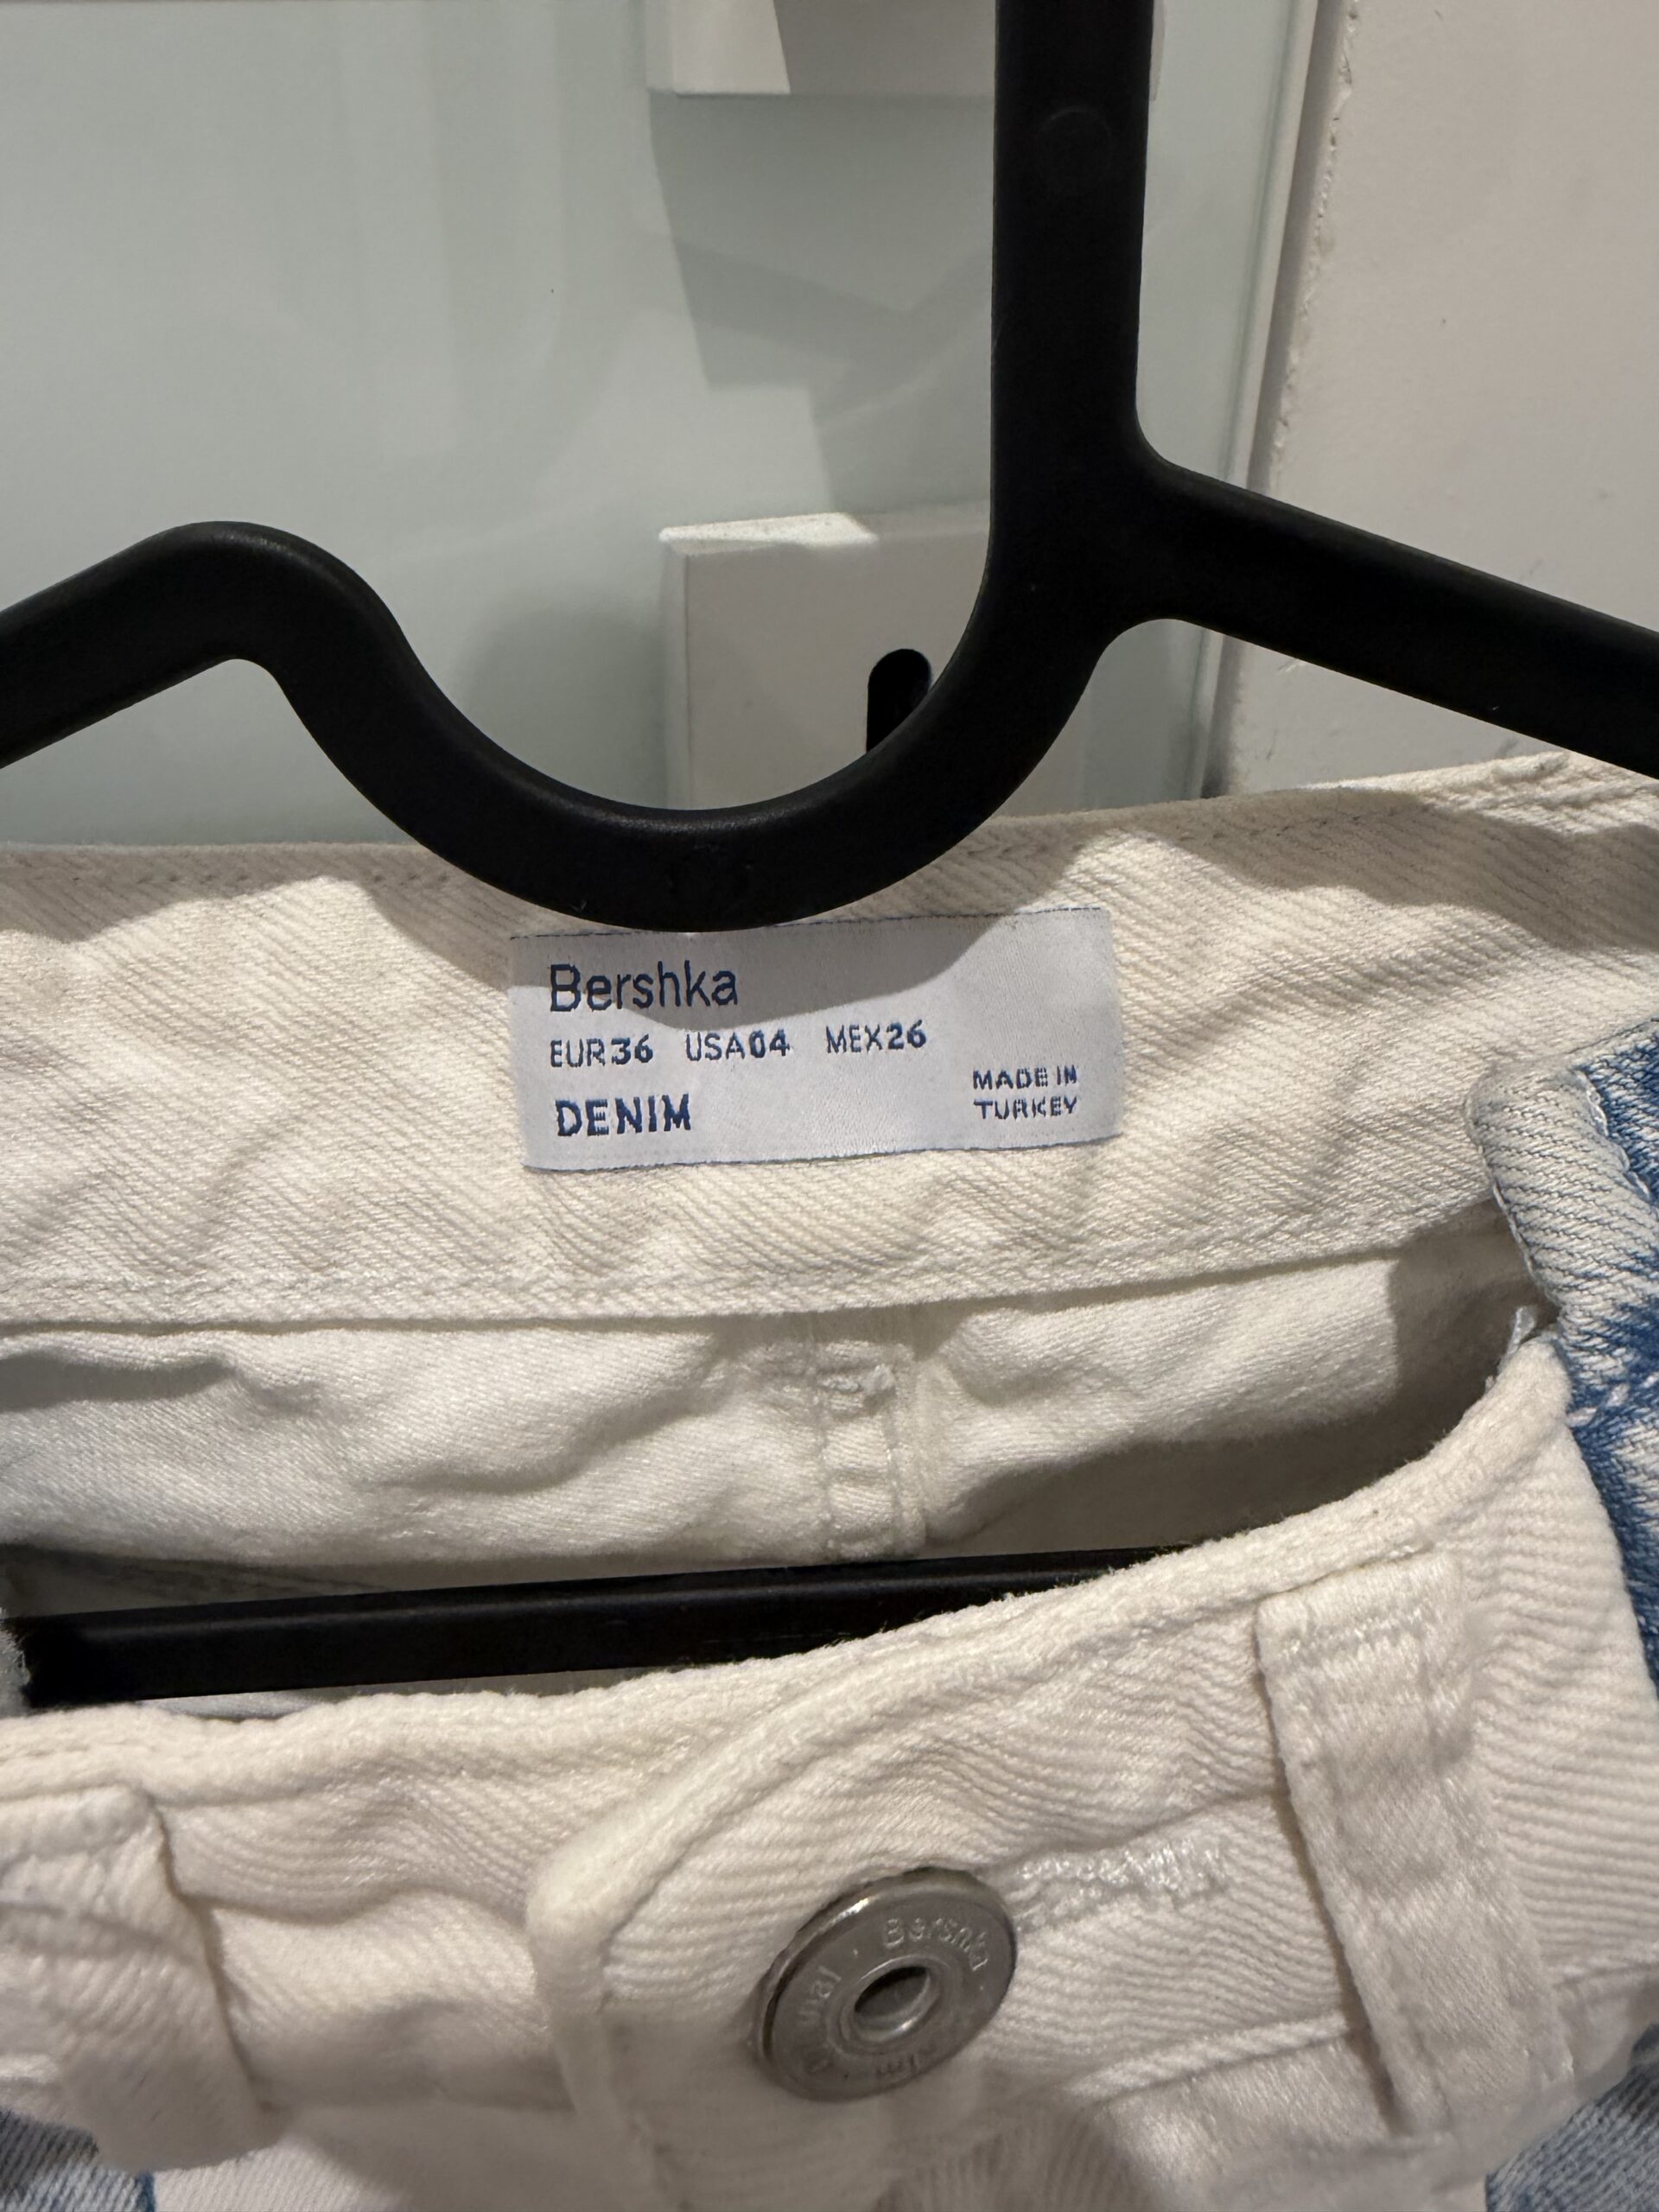 Bershka
EUR36 USA04 MEX26
DENIM
MADE IN
TURKEY
Bershka